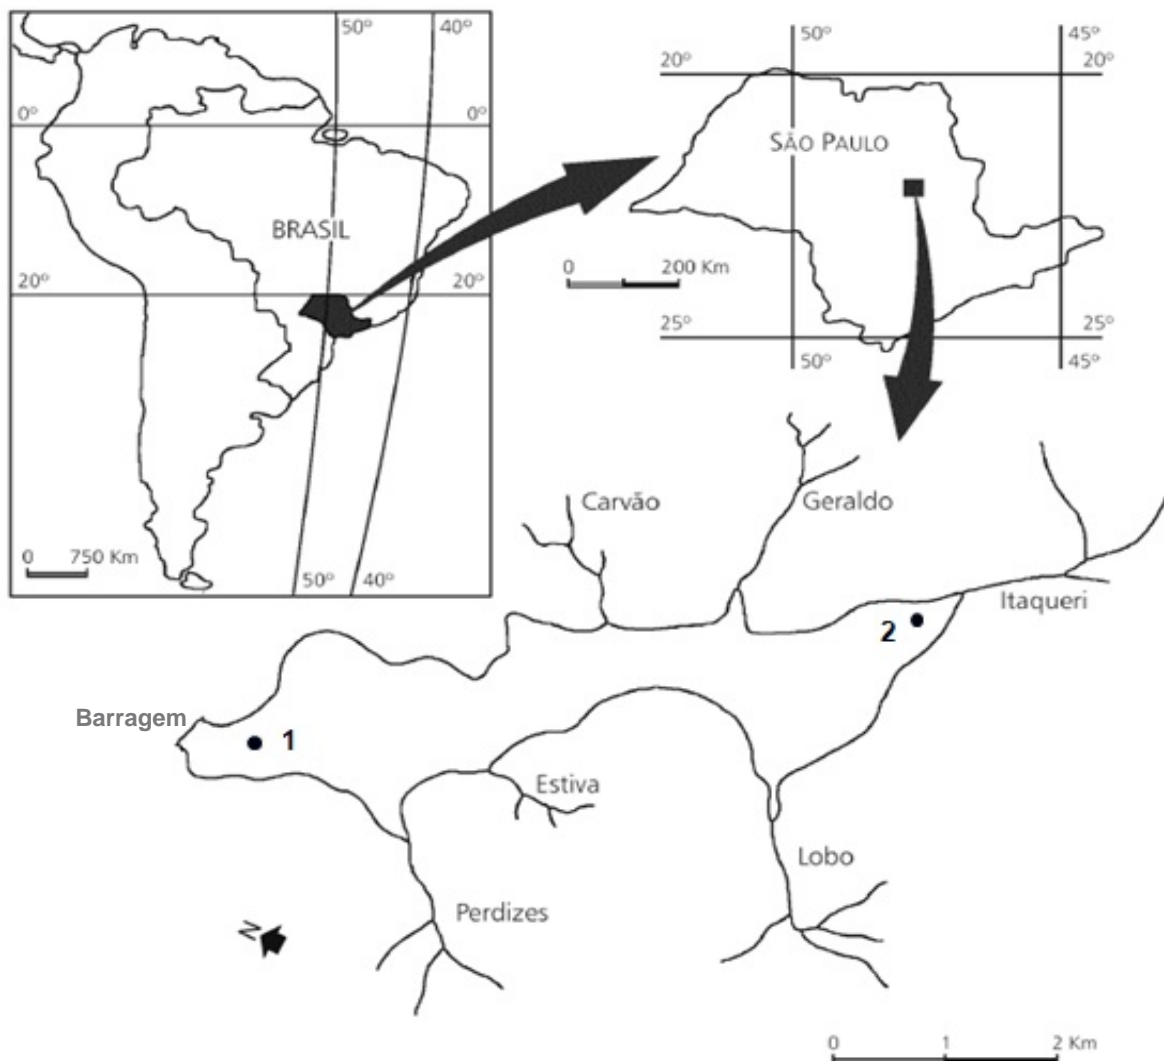 50º
40º
0º
0º
BRASIL
20º
20º
0
750 Km
50º
40º
50º
45º
20º
20º
SÃO PAULO
0
200 Km
25º
25º
50º
45º
Carvão
Geraldo
Itaqueri
2
Barragem
1
Estiva
Lobo
Perdizes
N
0 1 2 Km